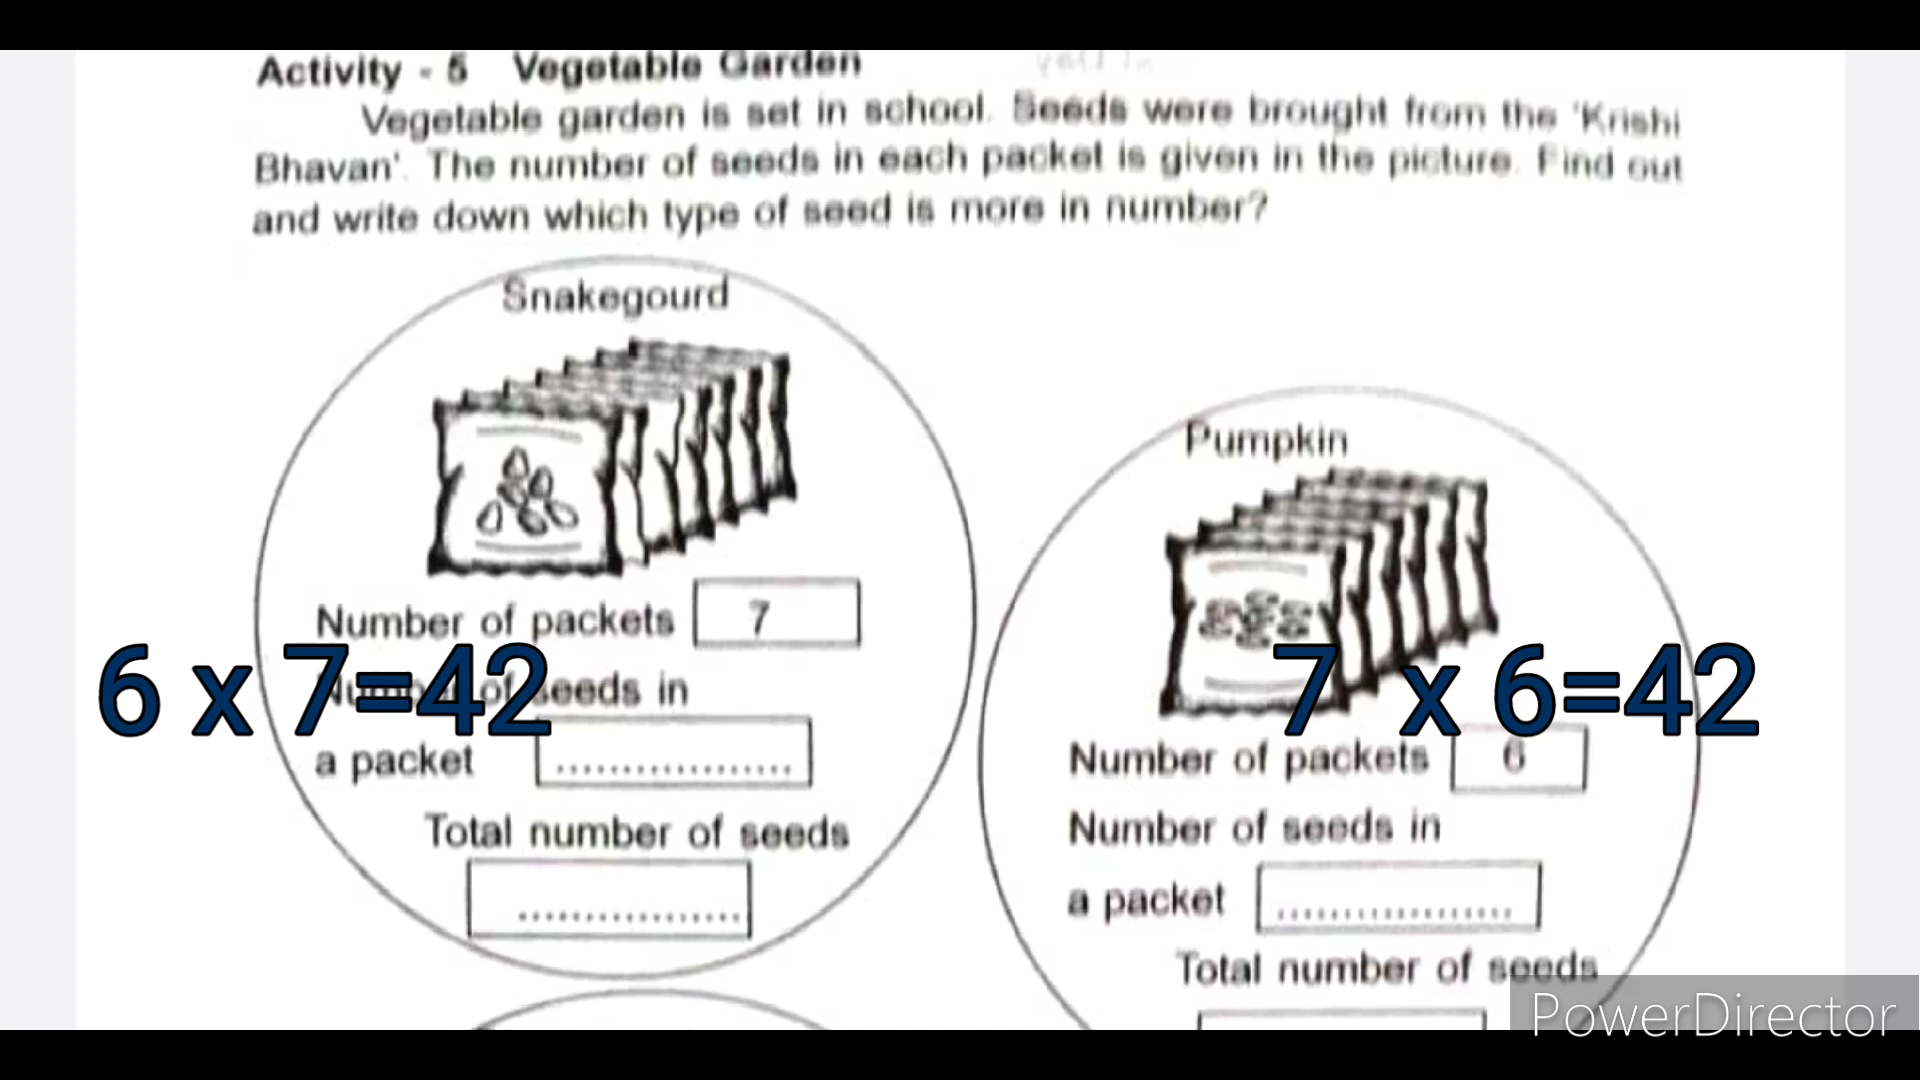 Activity - 5 Vegetable Garden
Vegetable garden is set in school. Seeds were brought from the 'Krishi
Bhavan'. The number of seeds in each packet is given in the picture. Find out
and write down which type of seed is more in number?
Snakegourd
Number of packets 7
6 x 7=42
Number of seeds in
a packet ..................
Total number of seeds
.................
Pumpkin
7 x 6=42
Number of packets 6
Number of seeds in
a packet ..................
Total number of seeds
PowerDirector